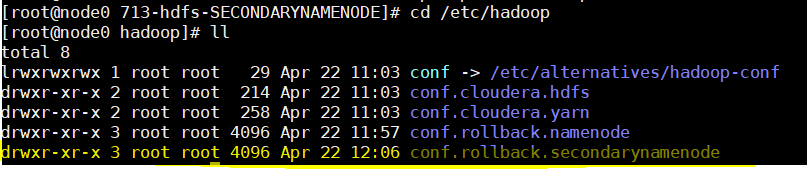 [root@node0 713-hdfs-SECONDARYNAMENODE]# cd /etc/hadoop
[root@node0 hadoop]# ll
total 8
lrwxrwxrwx 1 root root   29 Apr 22 11:03 conf -> /etc/alternatives/hadoop-conf
drwxr-xr-x 2 root root  214 Apr 22 11:03 conf.cloudera.hdfs
drwxr-xr-x 2 root root  258 Apr 22 11:03 conf.cloudera.yarn
drwxr-xr-x 3 root root 4096 Apr 22 11:57 conf.rollback.namenode
drwxr-xr-x 3 root root 4096 Apr 22 12:06 conf.rollback.secondarynamenode